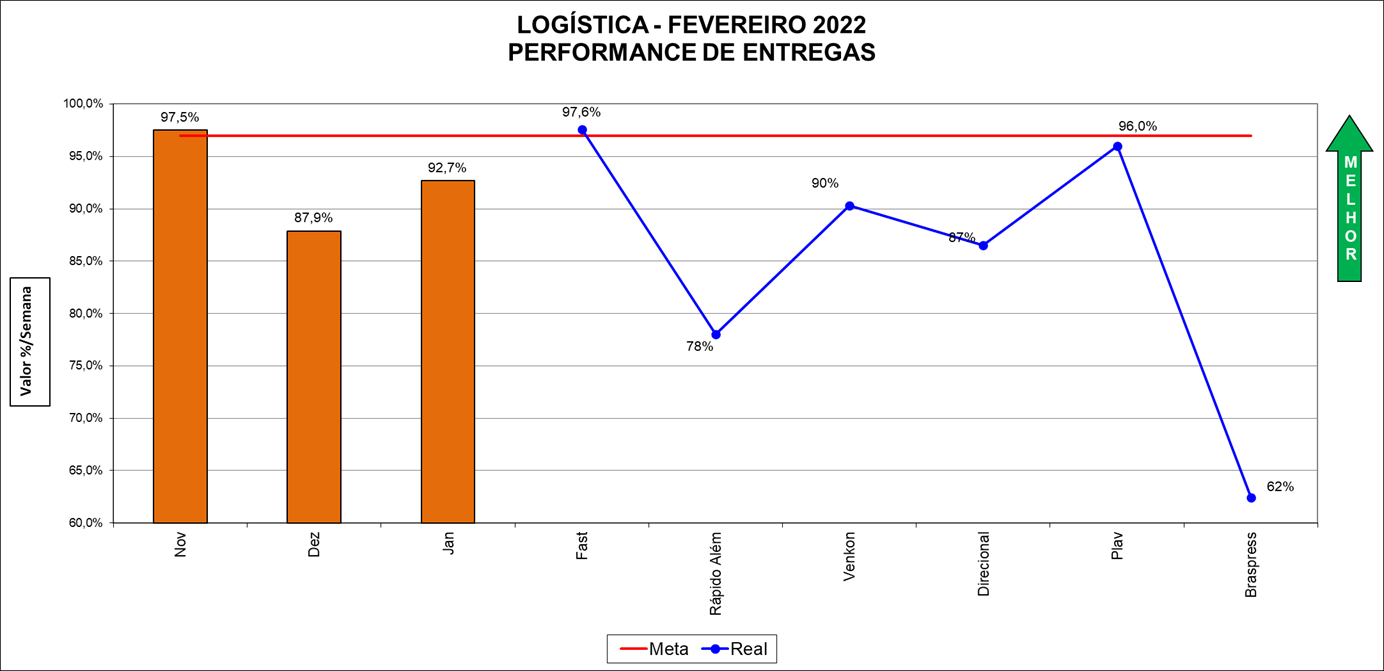 LOGÍSTICA - FEVEREIRO 2022
PERFORMANCE DE ENTREGAS
100,0%
95,0%
90,0%
85,0%
80,0%
75,0%
70,0%
65,0%
60,0%
Valor %/Semana
97,5%
87,9%
92,7%
97,6%
78%
90%
87%
96,0%
62%
MELHOR
Nov
Dez
Jan
Fast
Rápido Além
Venkon
Direcional
Plav
Braspress
Meta Real